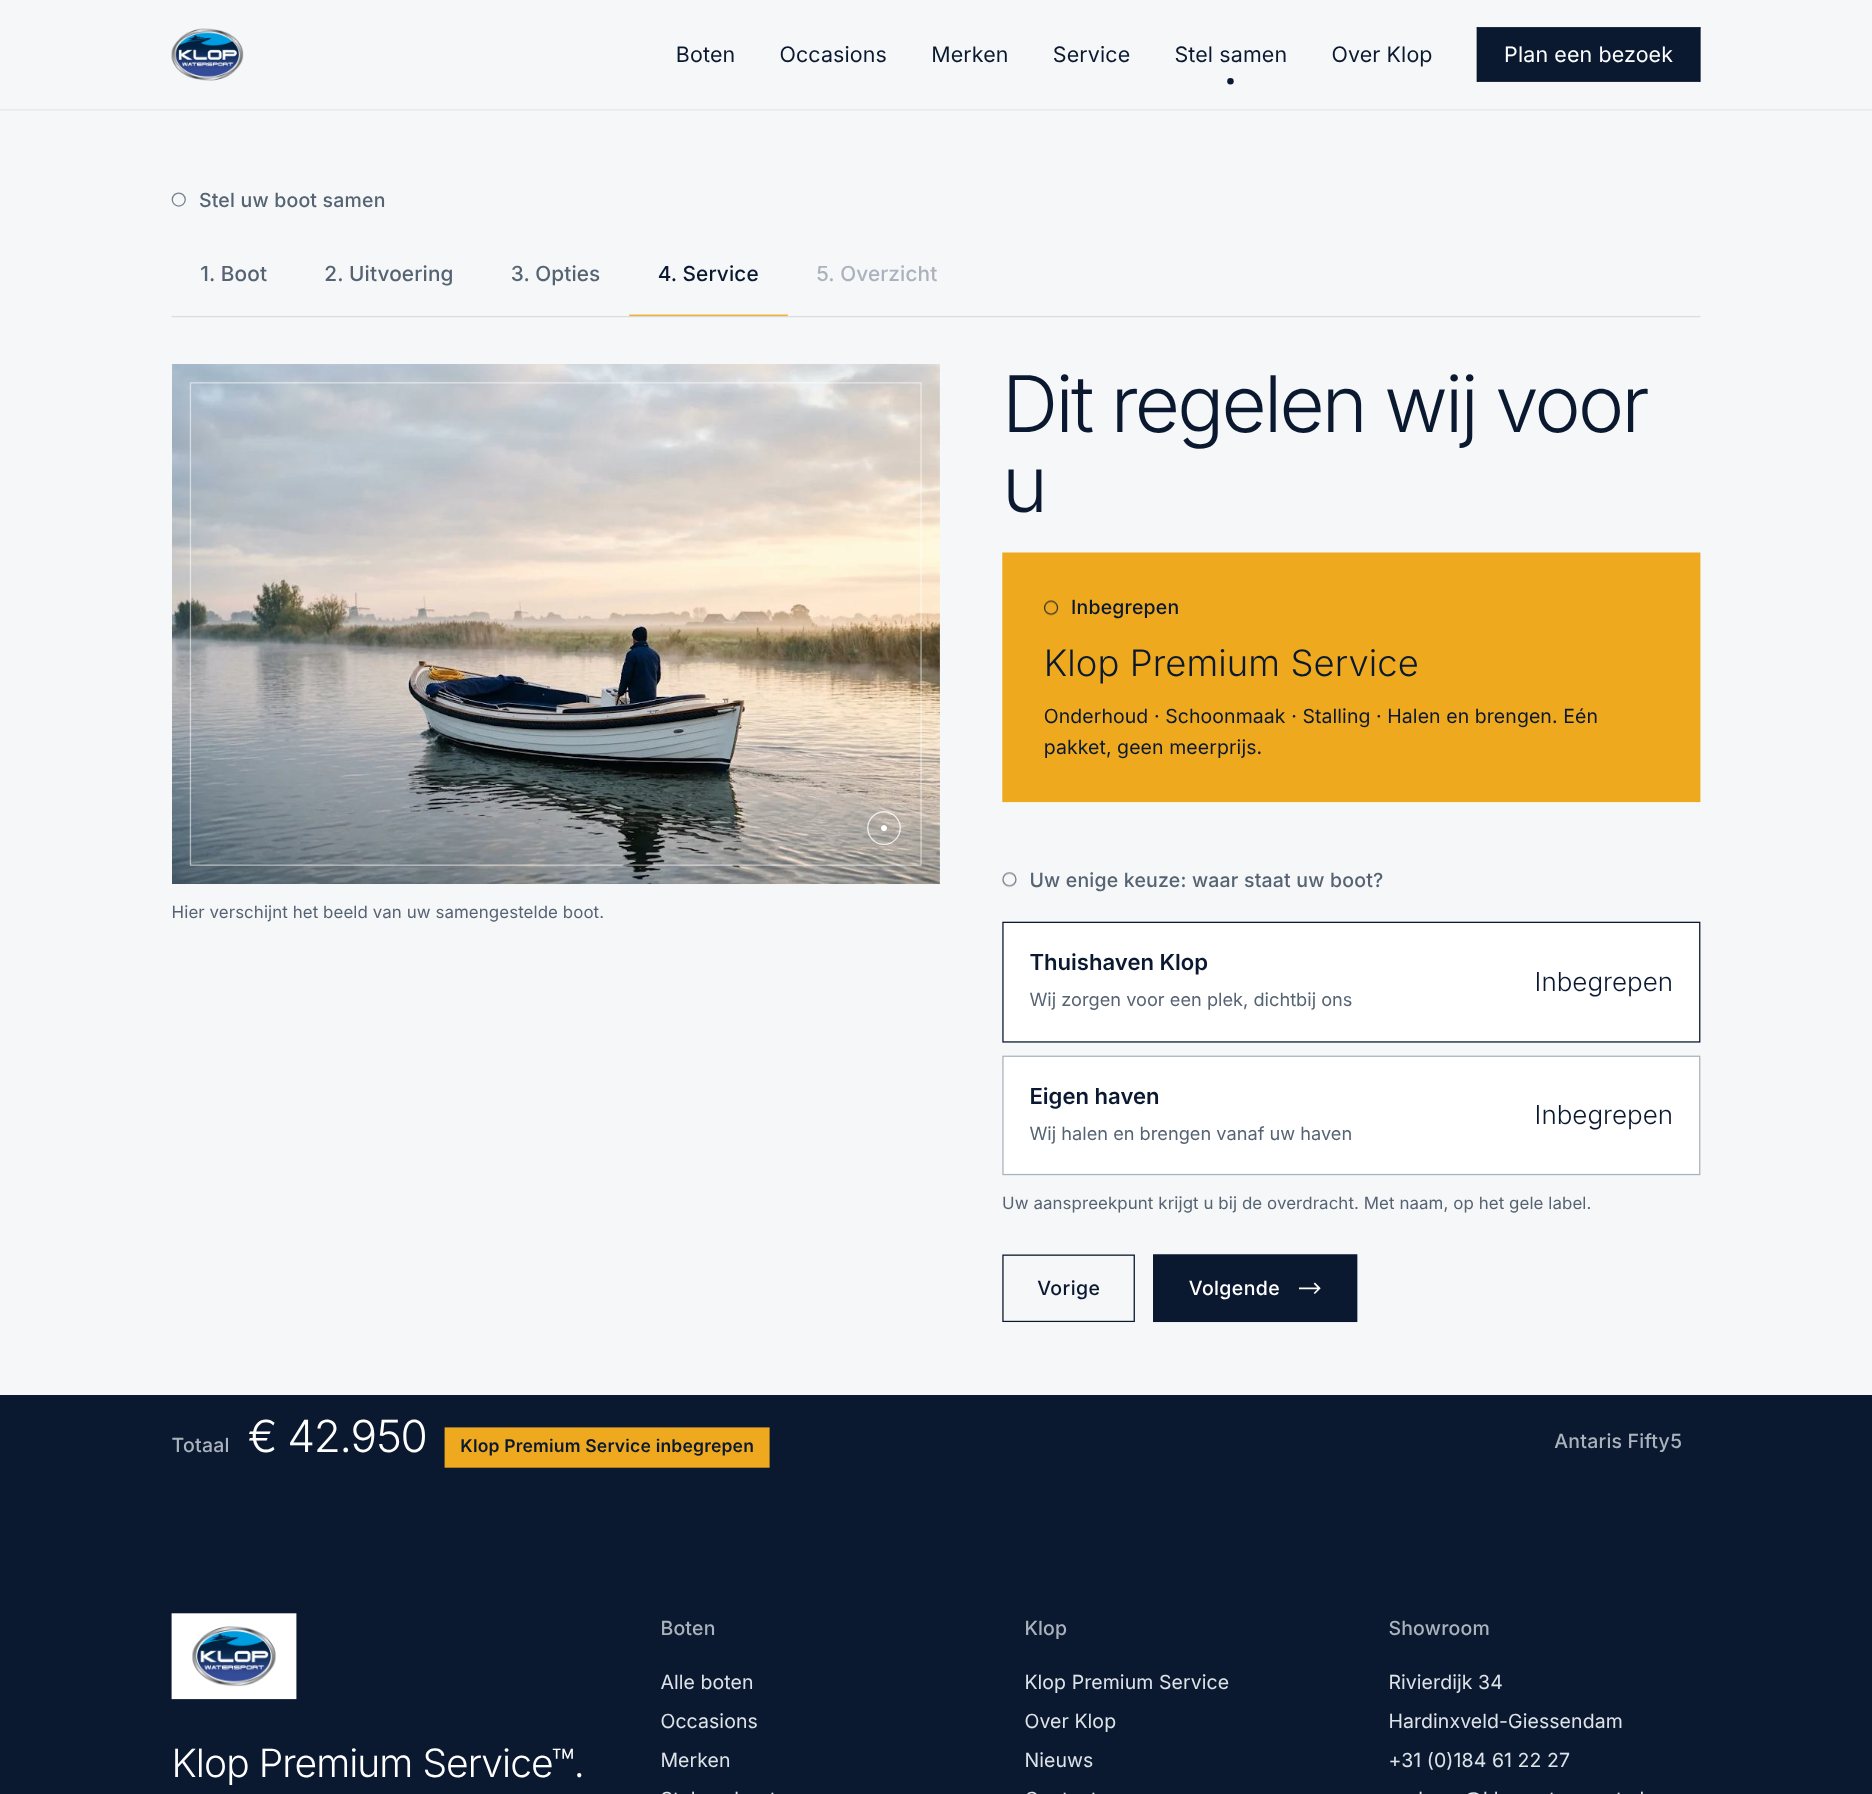 KLOP
WATERSPORT
Boten
Occasions
Merken
Service
Stel samen
Over Klop
Plan een bezoek
Stel uw boot samen
1. Boot
2. Uitvoering
3. Opties
4. Service
5. Overzicht
Hier verschijnt het beeld van uw samengestelde boot.
Dit regelen wij voor
u
Inbegrepen
Klop Premium Service
Onderhoud · Schoonmaak · Stalling · Halen en brengen. Eén
pakket, geen meerprijs.
Uw enige keuze: waar staat uw boot?
Thuishaven Klop
Wij zorgen voor een plek, dichtbij ons
Inbegrepen
Eigen haven
Wij halen en brengen vanaf uw haven
Inbegrepen
Uw aanspreekpunt krijgt u bij de overdracht. Met naam, op het gele label.
Vorige
Volgende →
Totaal € 42.950 Klop Premium Service inbegrepen
Antaris Fifty5
KLOP
WATERSPORT
Klop Premium Service™.
Boten
Alle boten
Occasions
Merken
Klop
Klop Premium Service
Over Klop
Nieuws
Showroom
Rivierdijk 34
Hardinxveld-Giessendam
+31 (0)184 61 22 27